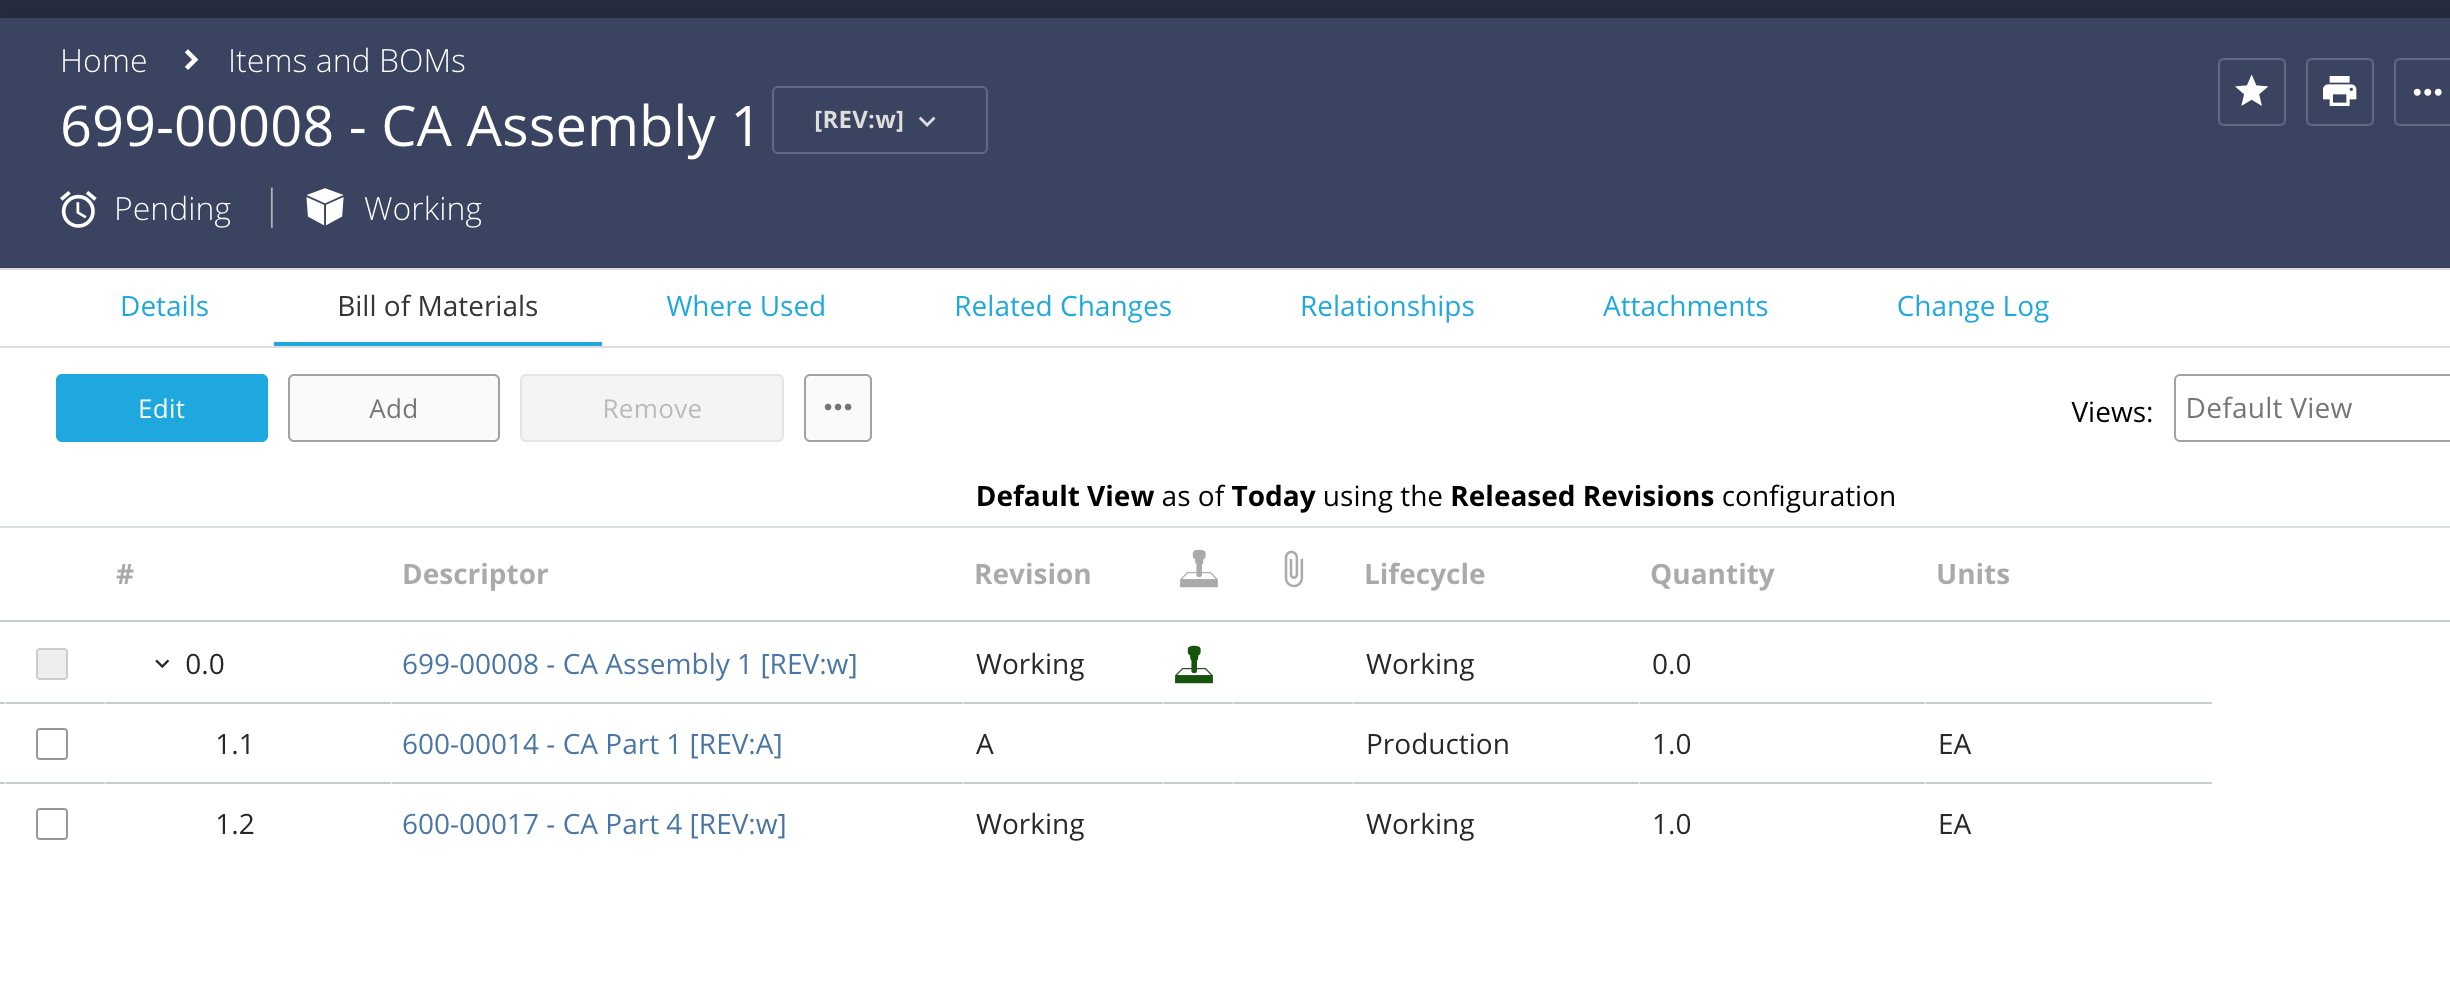 Home Items and BOMs
699-00008 - CA Assembly 1 [REV:w]
Pending Working
Details Bill of Materials Where Used Related Changes Relationships Attachments Change Log
Edit Add Remove Views: Default View
Default View as of Today using the Released Revisions configuration
# Descriptor Revision Lifecycle Quantity Units
0.0 699-00008 - CA Assembly 1 [REV:w] Working Working 0.0
1.1 600-00014 - CA Part 1 [REV:A] A Production 1.0 EA
1.2 600-00017 - CA Part 4 [REV:w] Working Working 1.0 EA